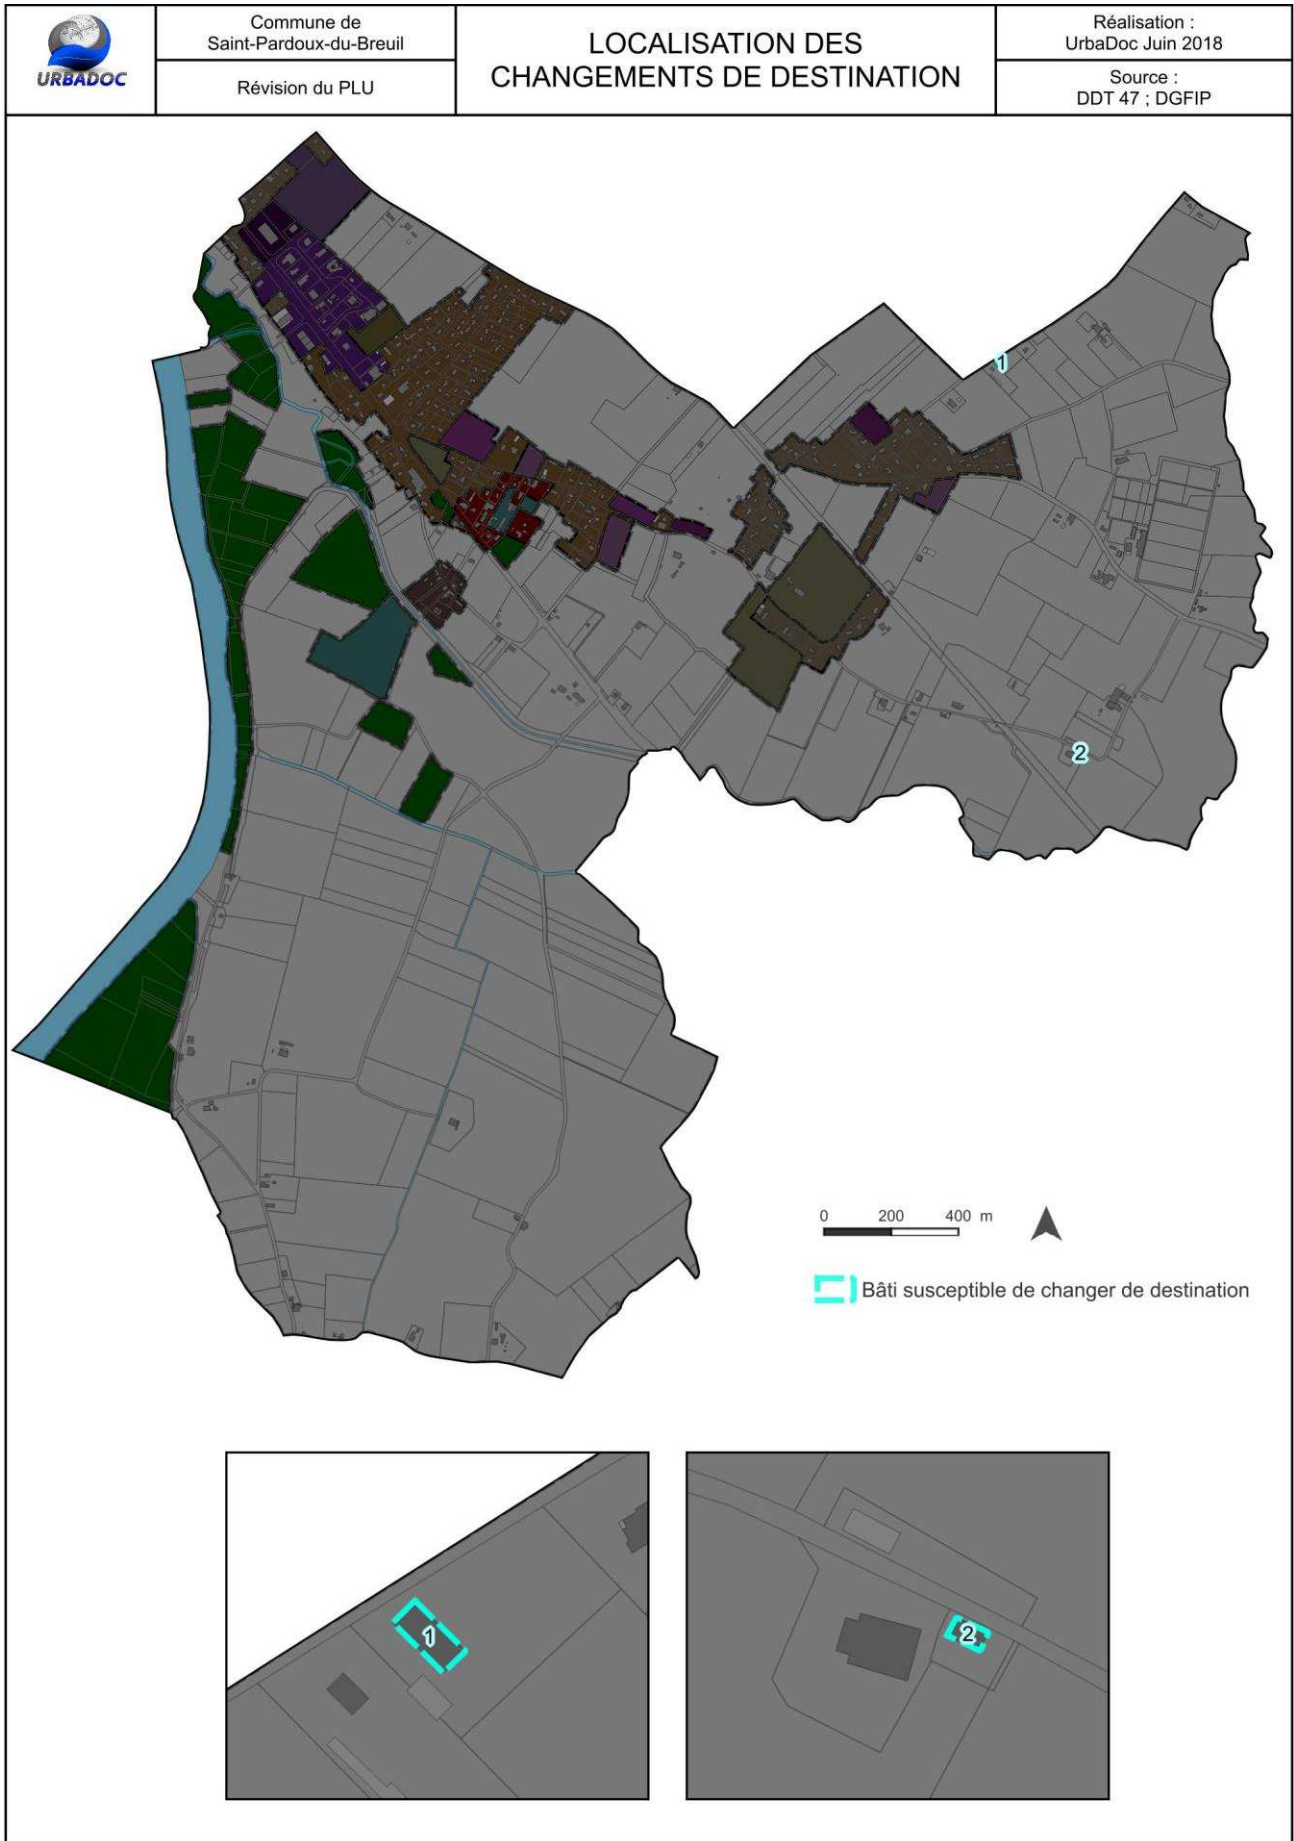 URBADOC
Commune de
Saint-Pardoux-du-Breuil
Révision du PLU
LOCALISATION DES
CHANGEMENTS DE DESTINATION
Réalisation :
UrbaDoc Juin 2018
Source :
DDT 47 ; DGFIP
1
2
0 200 400 m
Bâti susceptible de changer de destination
1
2